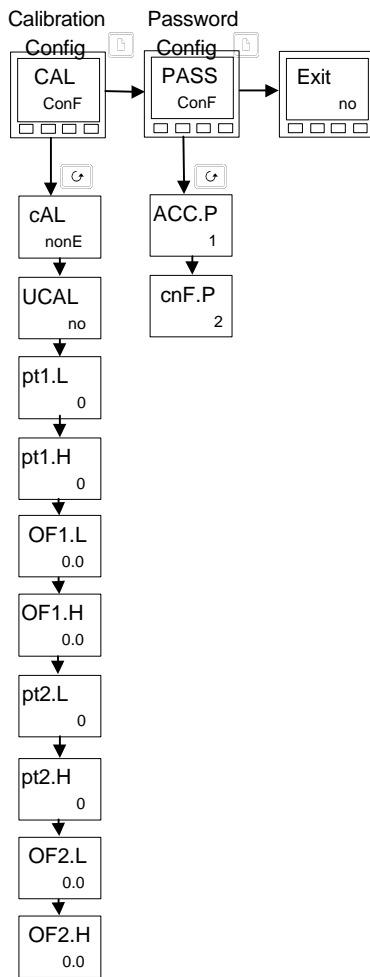 Calibration
Config
Password
Config
CAL
ConF
PASS
ConF
Exit
no
cAL
nonE
ACC.P
1
UCAL
no
cnF.P
2
pt1.L
0
pt1.H
0
OF1.L
0.0
OF1.H
0.0
pt2.L
0
pt2.H
0
OF2.L
0.0
OF2.H
0.0